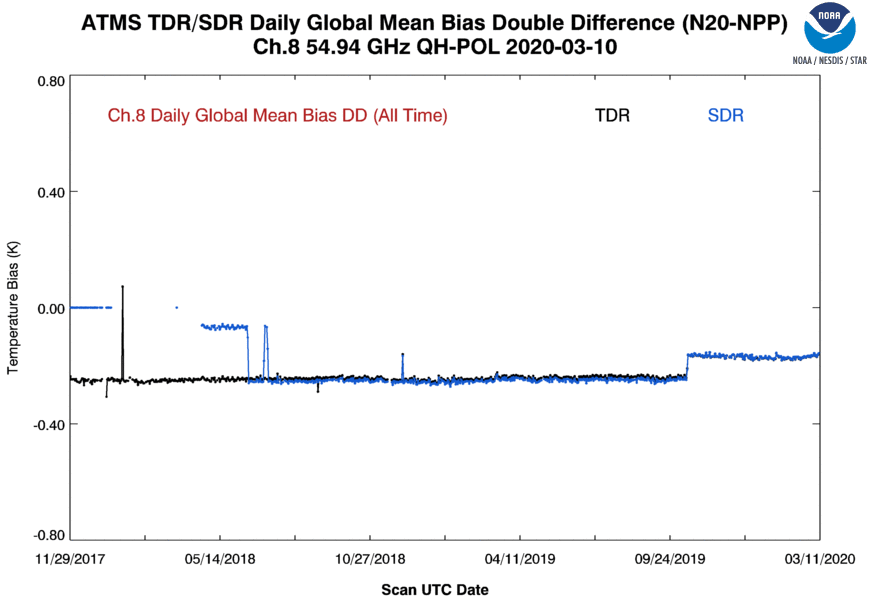 ATMS TDR/SDR Daily Global Mean Bias Double Difference (N20-NPP)
Ch.8 54.94 GHz QH-POL 2020-03-10
NOAA
NOAA / NESDIS / STAR
Ch.8 Daily Global Mean Bias DD (All Time)
TDR
SDR
0.80
0.40
0.00
-0.40
-0.80
Temperature Bias (K)
11/29/2017
05/14/2018
10/27/2018
04/11/2019
09/24/2019
03/11/2020
Scan UTC Date